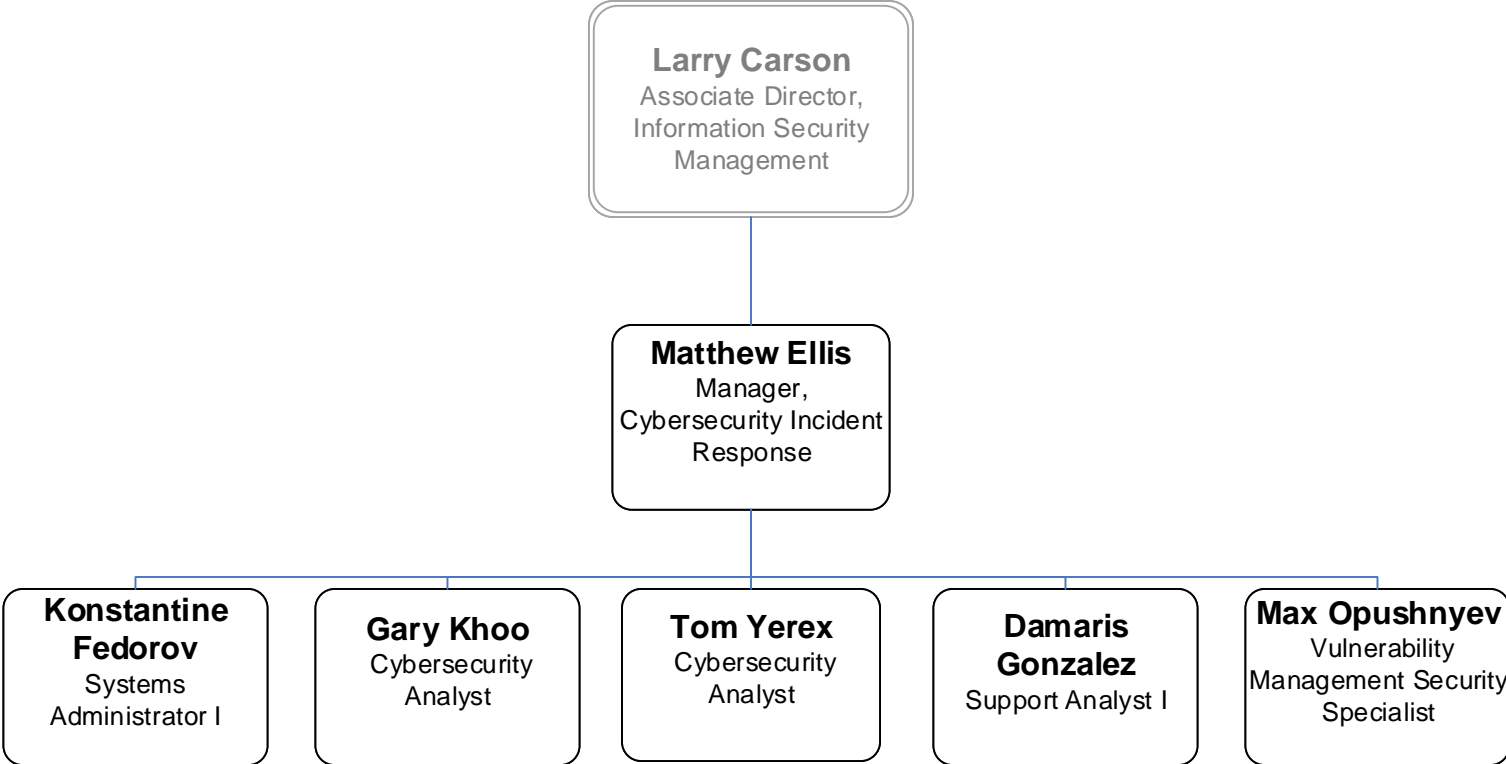 Larry Carson
Associate Director,
Information Security
Management
Matthew Ellis
Manager,
Cybersecurity Incident
Response
Konstantine
Fedorov
Systems
Administrator I
Gary Khoo
Cybersecurity
Analyst
Tom Yerex
Cybersecurity
Analyst
Damaris
Gonzalez
Support Analyst I
Max Opushnyev
Vulnerability
Management Security
Specialist